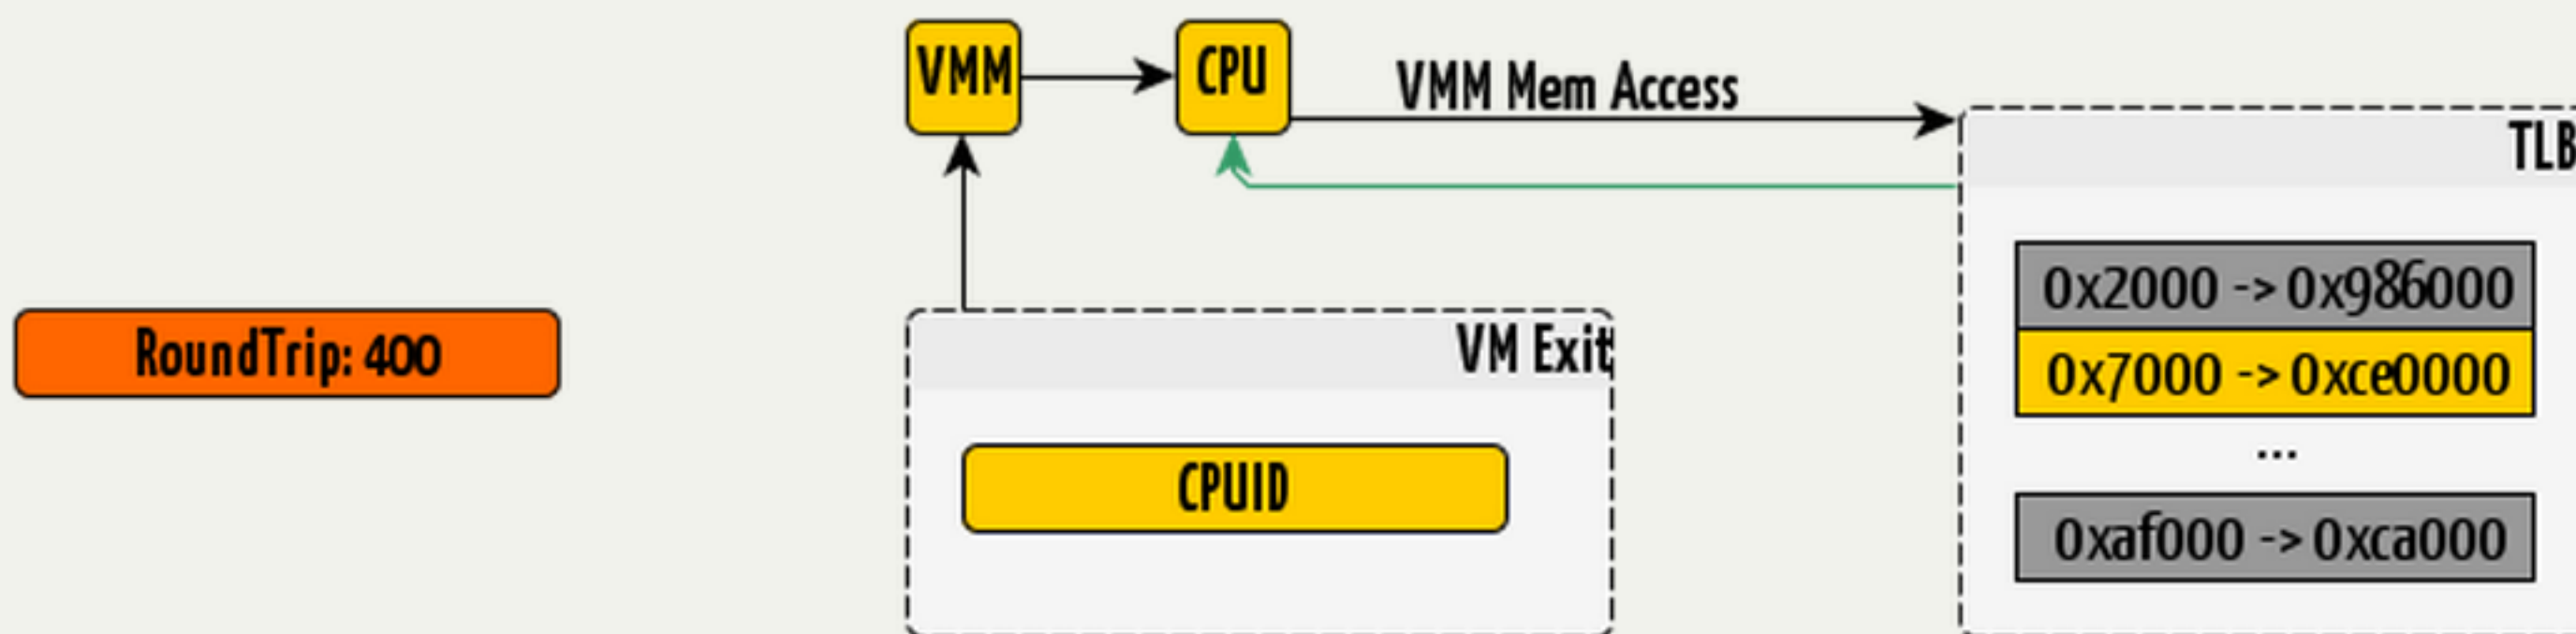 VMM
CPU
VMM Mem Access
TLB
RoundTrip: 400
VM Exit
CPUID
0x2000 -> 0x986000
0x7000 -> 0xce0000
...
0xaf000 -> 0xca000